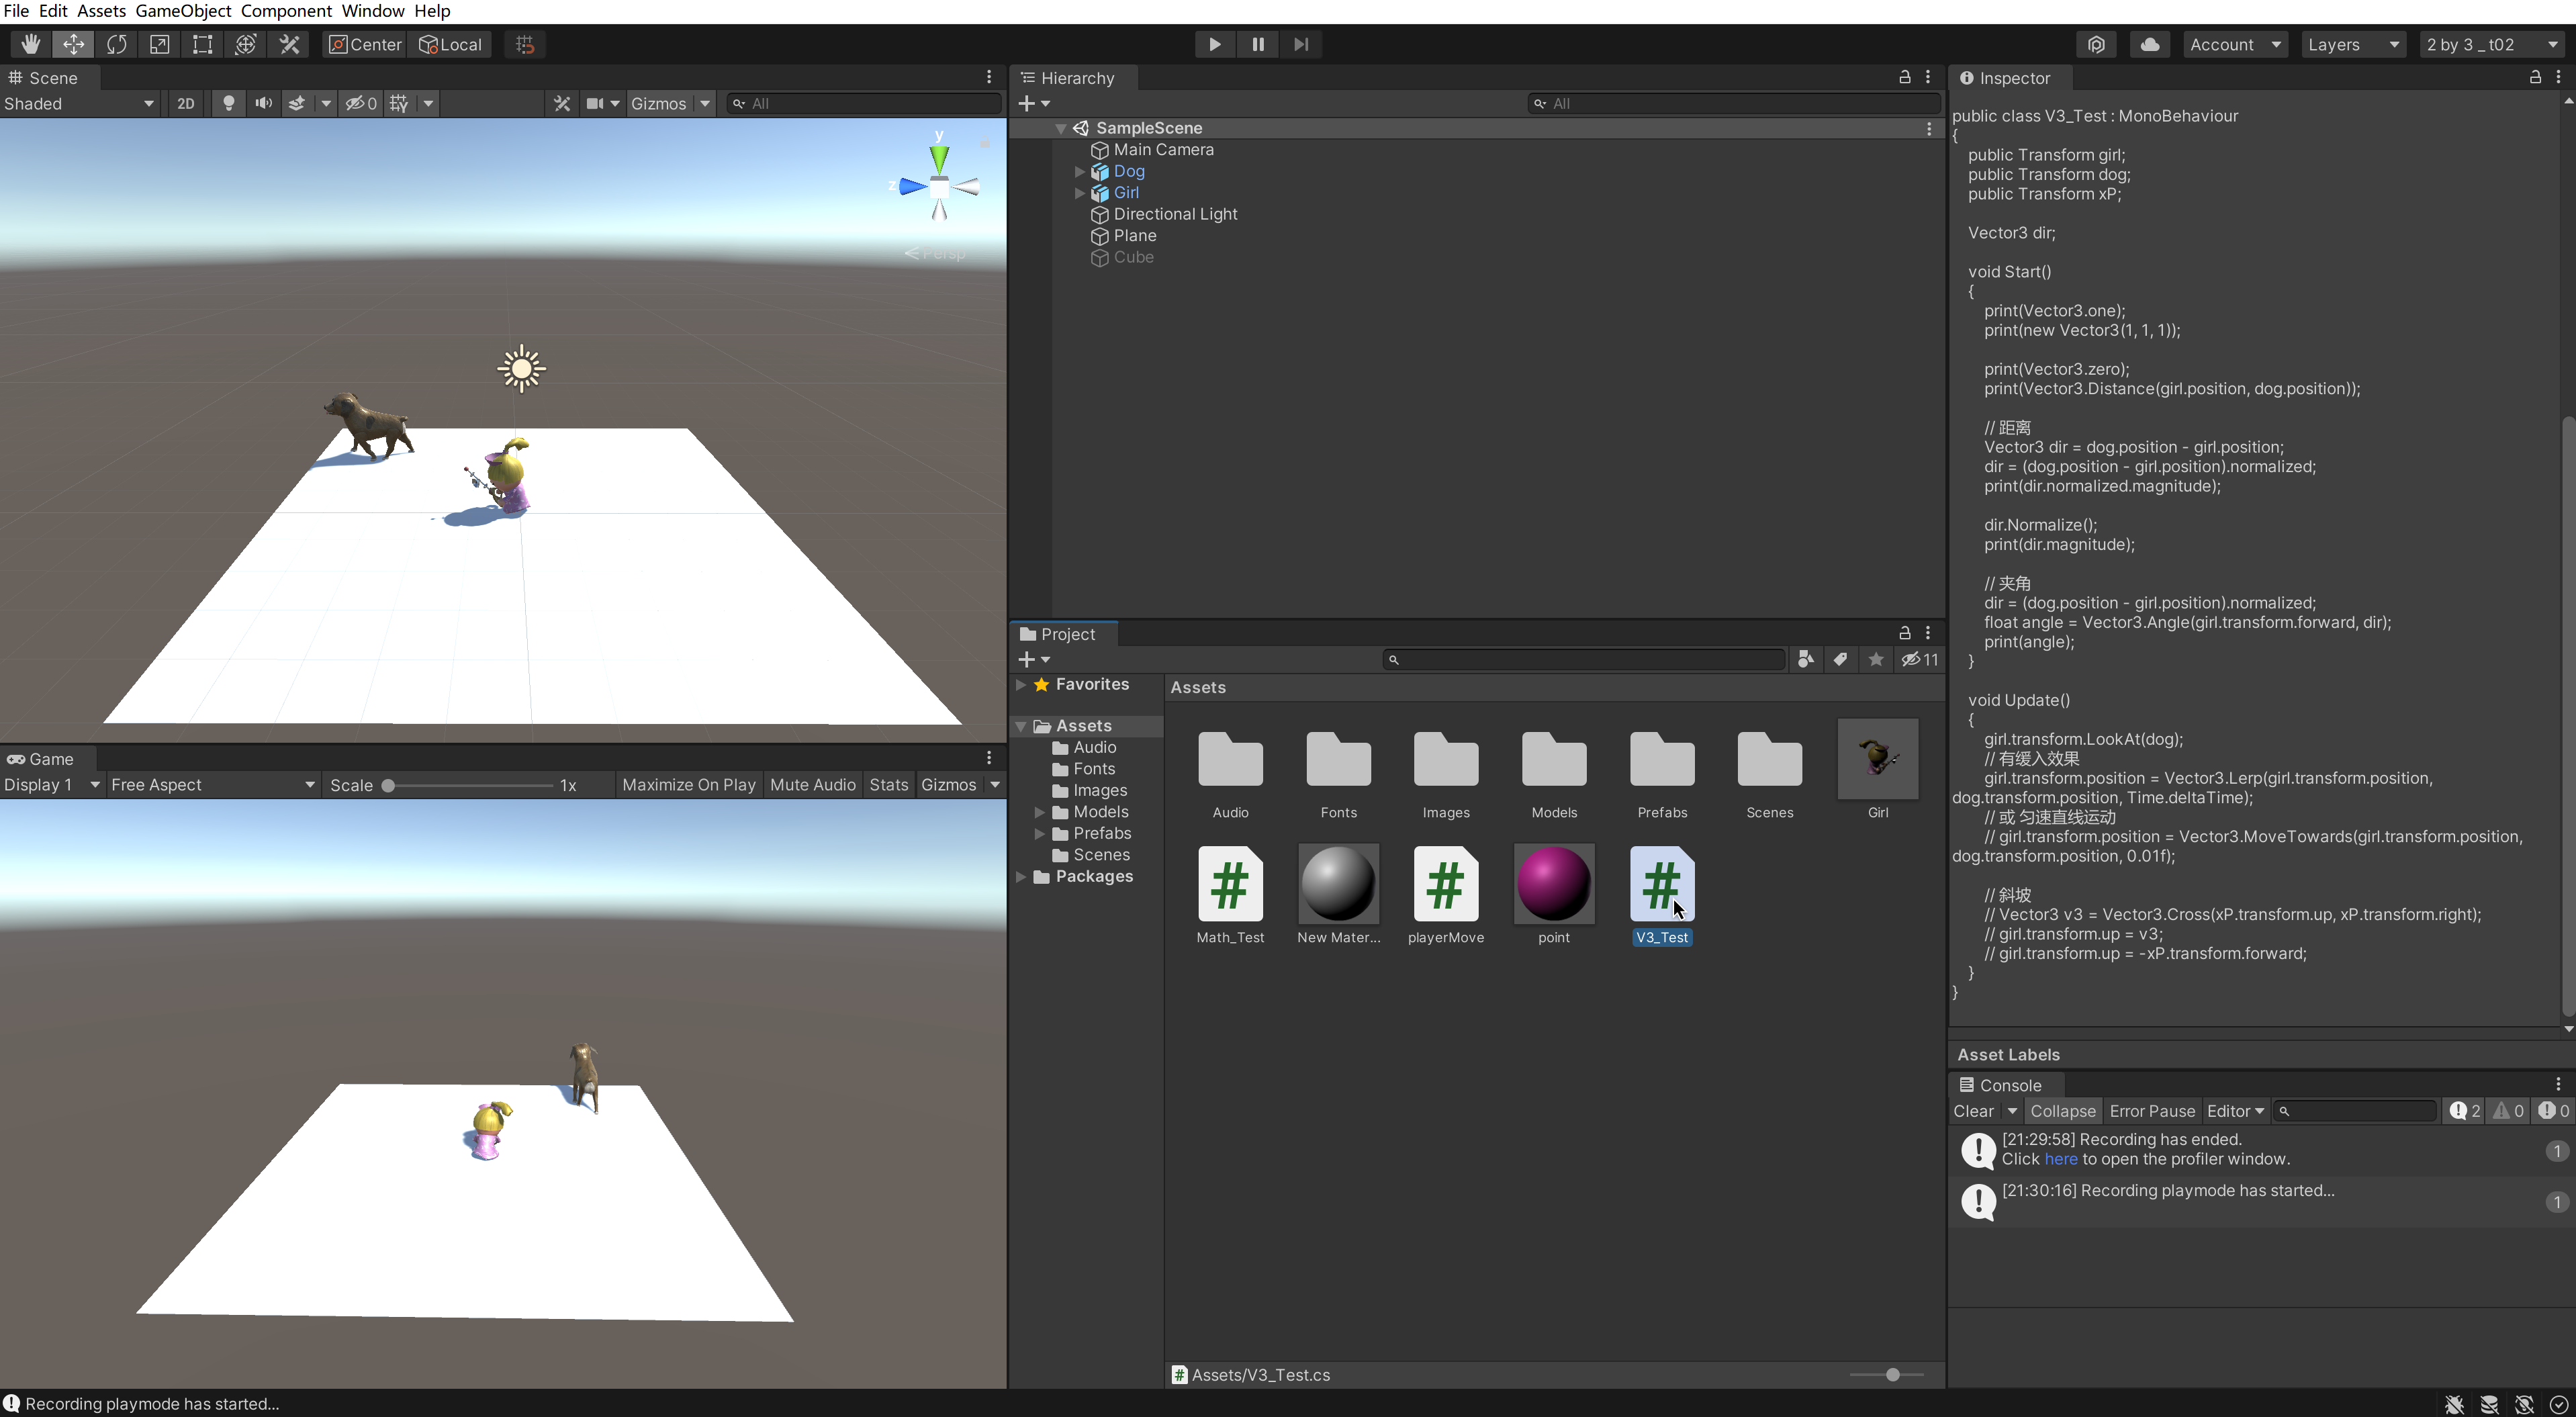 File Edit Assets GameObject Component Window Help
Center Local
Account Layers 2 by 3 _ t02
Scene
Shaded 2D 0 Gizmos All
y
z
Persp
Game
Display 1 Free Aspect Scale 1x Maximize On Play Mute Audio Stats Gizmos
Hierarchy
All
SampleScene
Main Camera
Dog
Girl
Directional Light
Plane
Cube
Project
11
Favorites
Assets
Audio
Fonts
Images
Models
Prefabs
Scenes
Packages
Assets
Audio Fonts Images Models Prefabs Scenes Girl
Math_Test New Mater... playerMove point V3_Test
Assets/V3_Test.cs
Inspector
public class V3_Test : MonoBehaviour
{
public Transform girl;
public Transform dog;
public Transform xP;
Vector3 dir;
void Start()
{
print(Vector3.one);
print(new Vector3(1, 1, 1));
print(Vector3.zero);
print(Vector3.Distance(girl.position, dog.position));
// 距离
Vector3 dir = dog.position - girl.position;
dir = (dog.position - girl.position).normalized;
print(dir.normalized.magnitude);
dir.Normalize();
print(dir.magnitude);
// 夹角
dir = (dog.position - girl.position).normalized;
float angle = Vector3.Angle(girl.transform.forward, dir);
print(angle);
}
void Update()
{
girl.transform.LookAt(dog);
// 有缓入效果
girl.transform.position = Vector3.Lerp(girl.transform.position,
dog.transform.position, Time.deltaTime);
// 或 匀速直线运动
// girl.transform.position = Vector3.MoveTowards(girl.transform.position,
dog.transform.position, 0.01f);
// 斜坡
// Vector3 v3 = Vector3.Cross(xP.transform.up, xP.transform.right);
// girl.transform.up = v3;
// girl.transform.up = -xP.transform.forward;
}
}
Asset Labels
Console
Clear Collapse Error Pause Editor 2 0 0
[21:29:58] Recording has ended.
Click here to open the profiler window.
1
[21:30:16] Recording playmode has started...
1
Recording playmode has started...